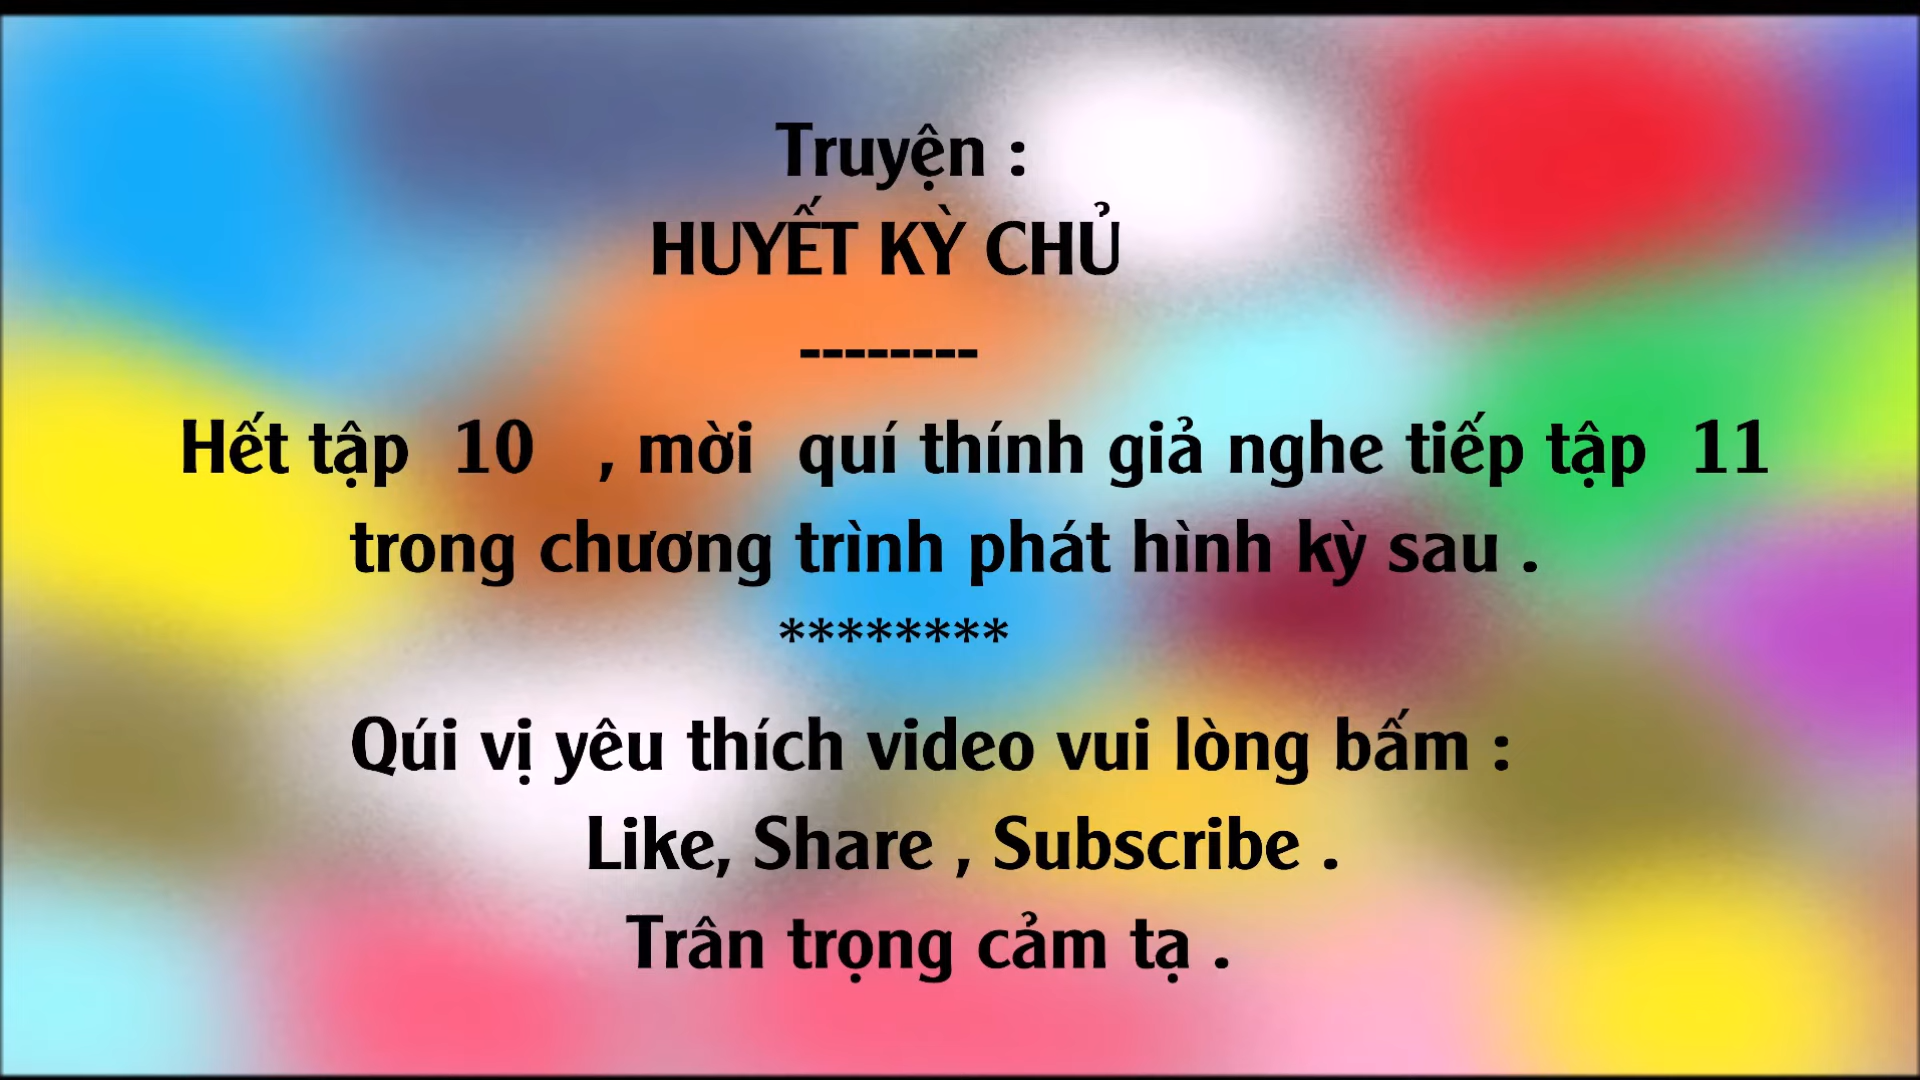 Truyện :
HUYẾT KỲ CHỦ
--------
Hết tập 10 , mời quí thính giả nghe tiếp tập 11
trong chương trình phát hình kỳ sau .
********
Qúi vị yêu thích video vui lòng bấm :
Like, Share , Subscribe .
Trân trọng cảm tạ .